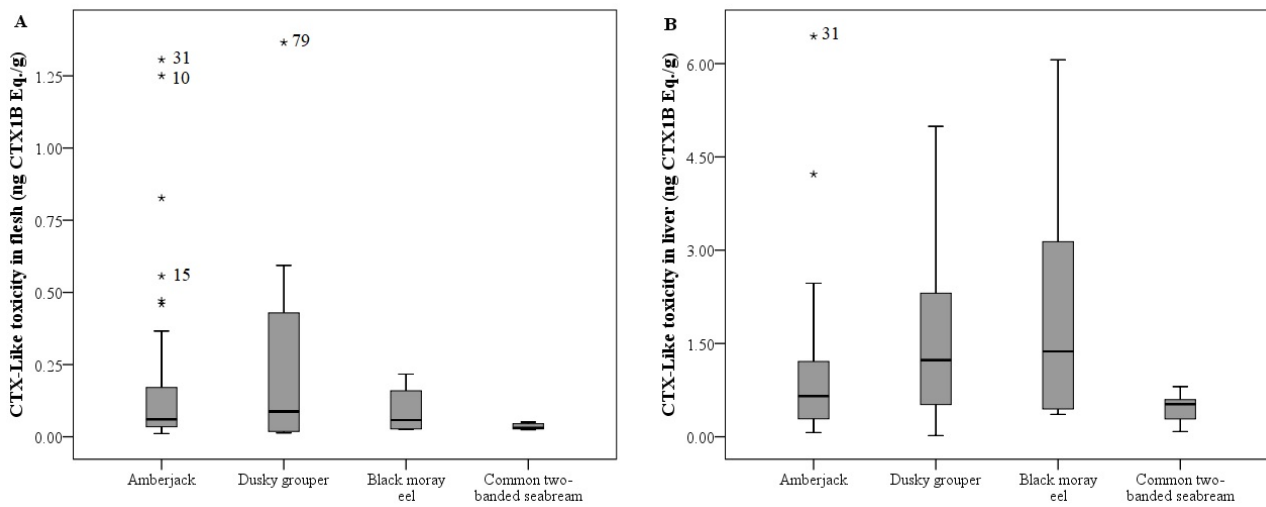 A
CTX-Like toxicity in flesh (ng CTX1B Eq./g)
1.25
1.00
0.75
0.50
0.25
0.00
* 31
* 10
*
* 15
*
*
* 79
Amberjack
Dusky grouper
Black moray
eel
Common two-
banded seabream
B
CTX-Like toxicity in liver (ng CTX1B Eq./g)
6.00
4.50
3.00
1.50
0.00
* 31
*
Amberjack
Dusky grouper
Black moray
eel
Common two-
banded seabream